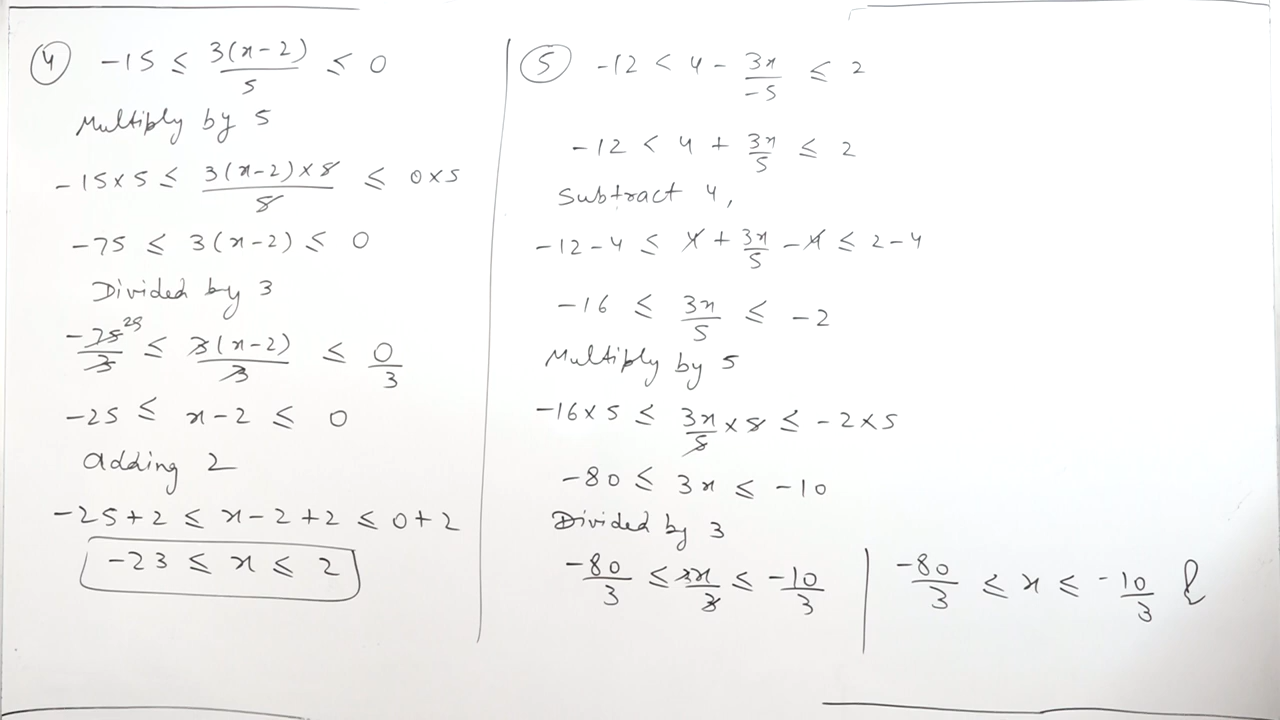 ④ -15 ≤ 3(x-2)/5 ≤ 0
Multiply by 5
-15×5 ≤ 3(x-2)×5/5 ≤ 0×5
-75 ≤ 3(x-2) ≤ 0
Divided by 3
-75/3 25 ≤ 3(x-2)/3 ≤ 0/3
-25 ≤ x-2 ≤ 0
adding 2
-25+2 ≤ x-2+2 ≤ 0+2
-23 ≤ x ≤ 2
⑤ -12 < 4 - 3x/-5 ≤ 2
-12 < 4 + 3x/5 ≤ 2
Subtract 4,
-12-4 ≤ 4 + 3x/5 - 4 ≤ 2-4
-16 ≤ 3x/5 ≤ -2
Multiply by 5
-16×5 ≤ 3x/5 ×5 ≤ -2×5
-80 ≤ 3x ≤ -10
Divided by 3
-80/3 ≤ 3x/3 ≤ -10/3
-80/3 ≤ x ≤ -10/3